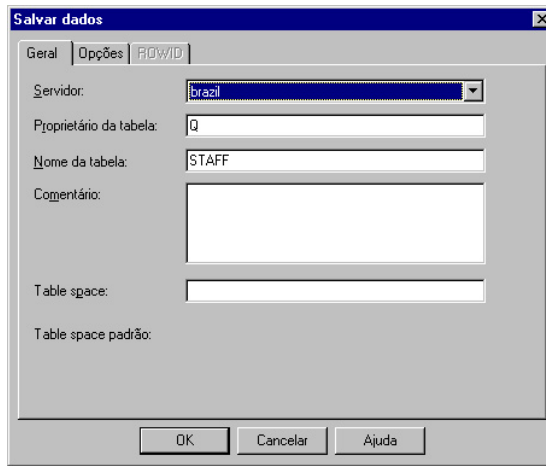 Salvar dados
Geral Opções ROWID
Servidor: brazil
Proprietário da tabela: Q
Nome da tabela: STAFF
Comentário:
Table space:
Table space padrão:
OK Cancelar Ajuda